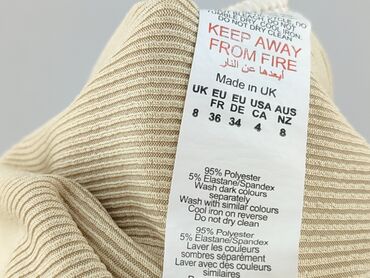 DO NOT DRY CLEAN
KEEP AWAY
FROM FIRE
أبعدها عن النار
Made in UK
UK EU EU USA AUS
FR DE CA NZ
8 36 34 4 8
95% Polyester
5% Elastane/Spandex
Wash dark colours
separately
Wash with similar colours
Cool iron on reverse
Do not dry clean
95% Polyester
5% Elastane/Spandex
Laver les couleurs
sombres séparément
Laver avec des couleurs
similaires